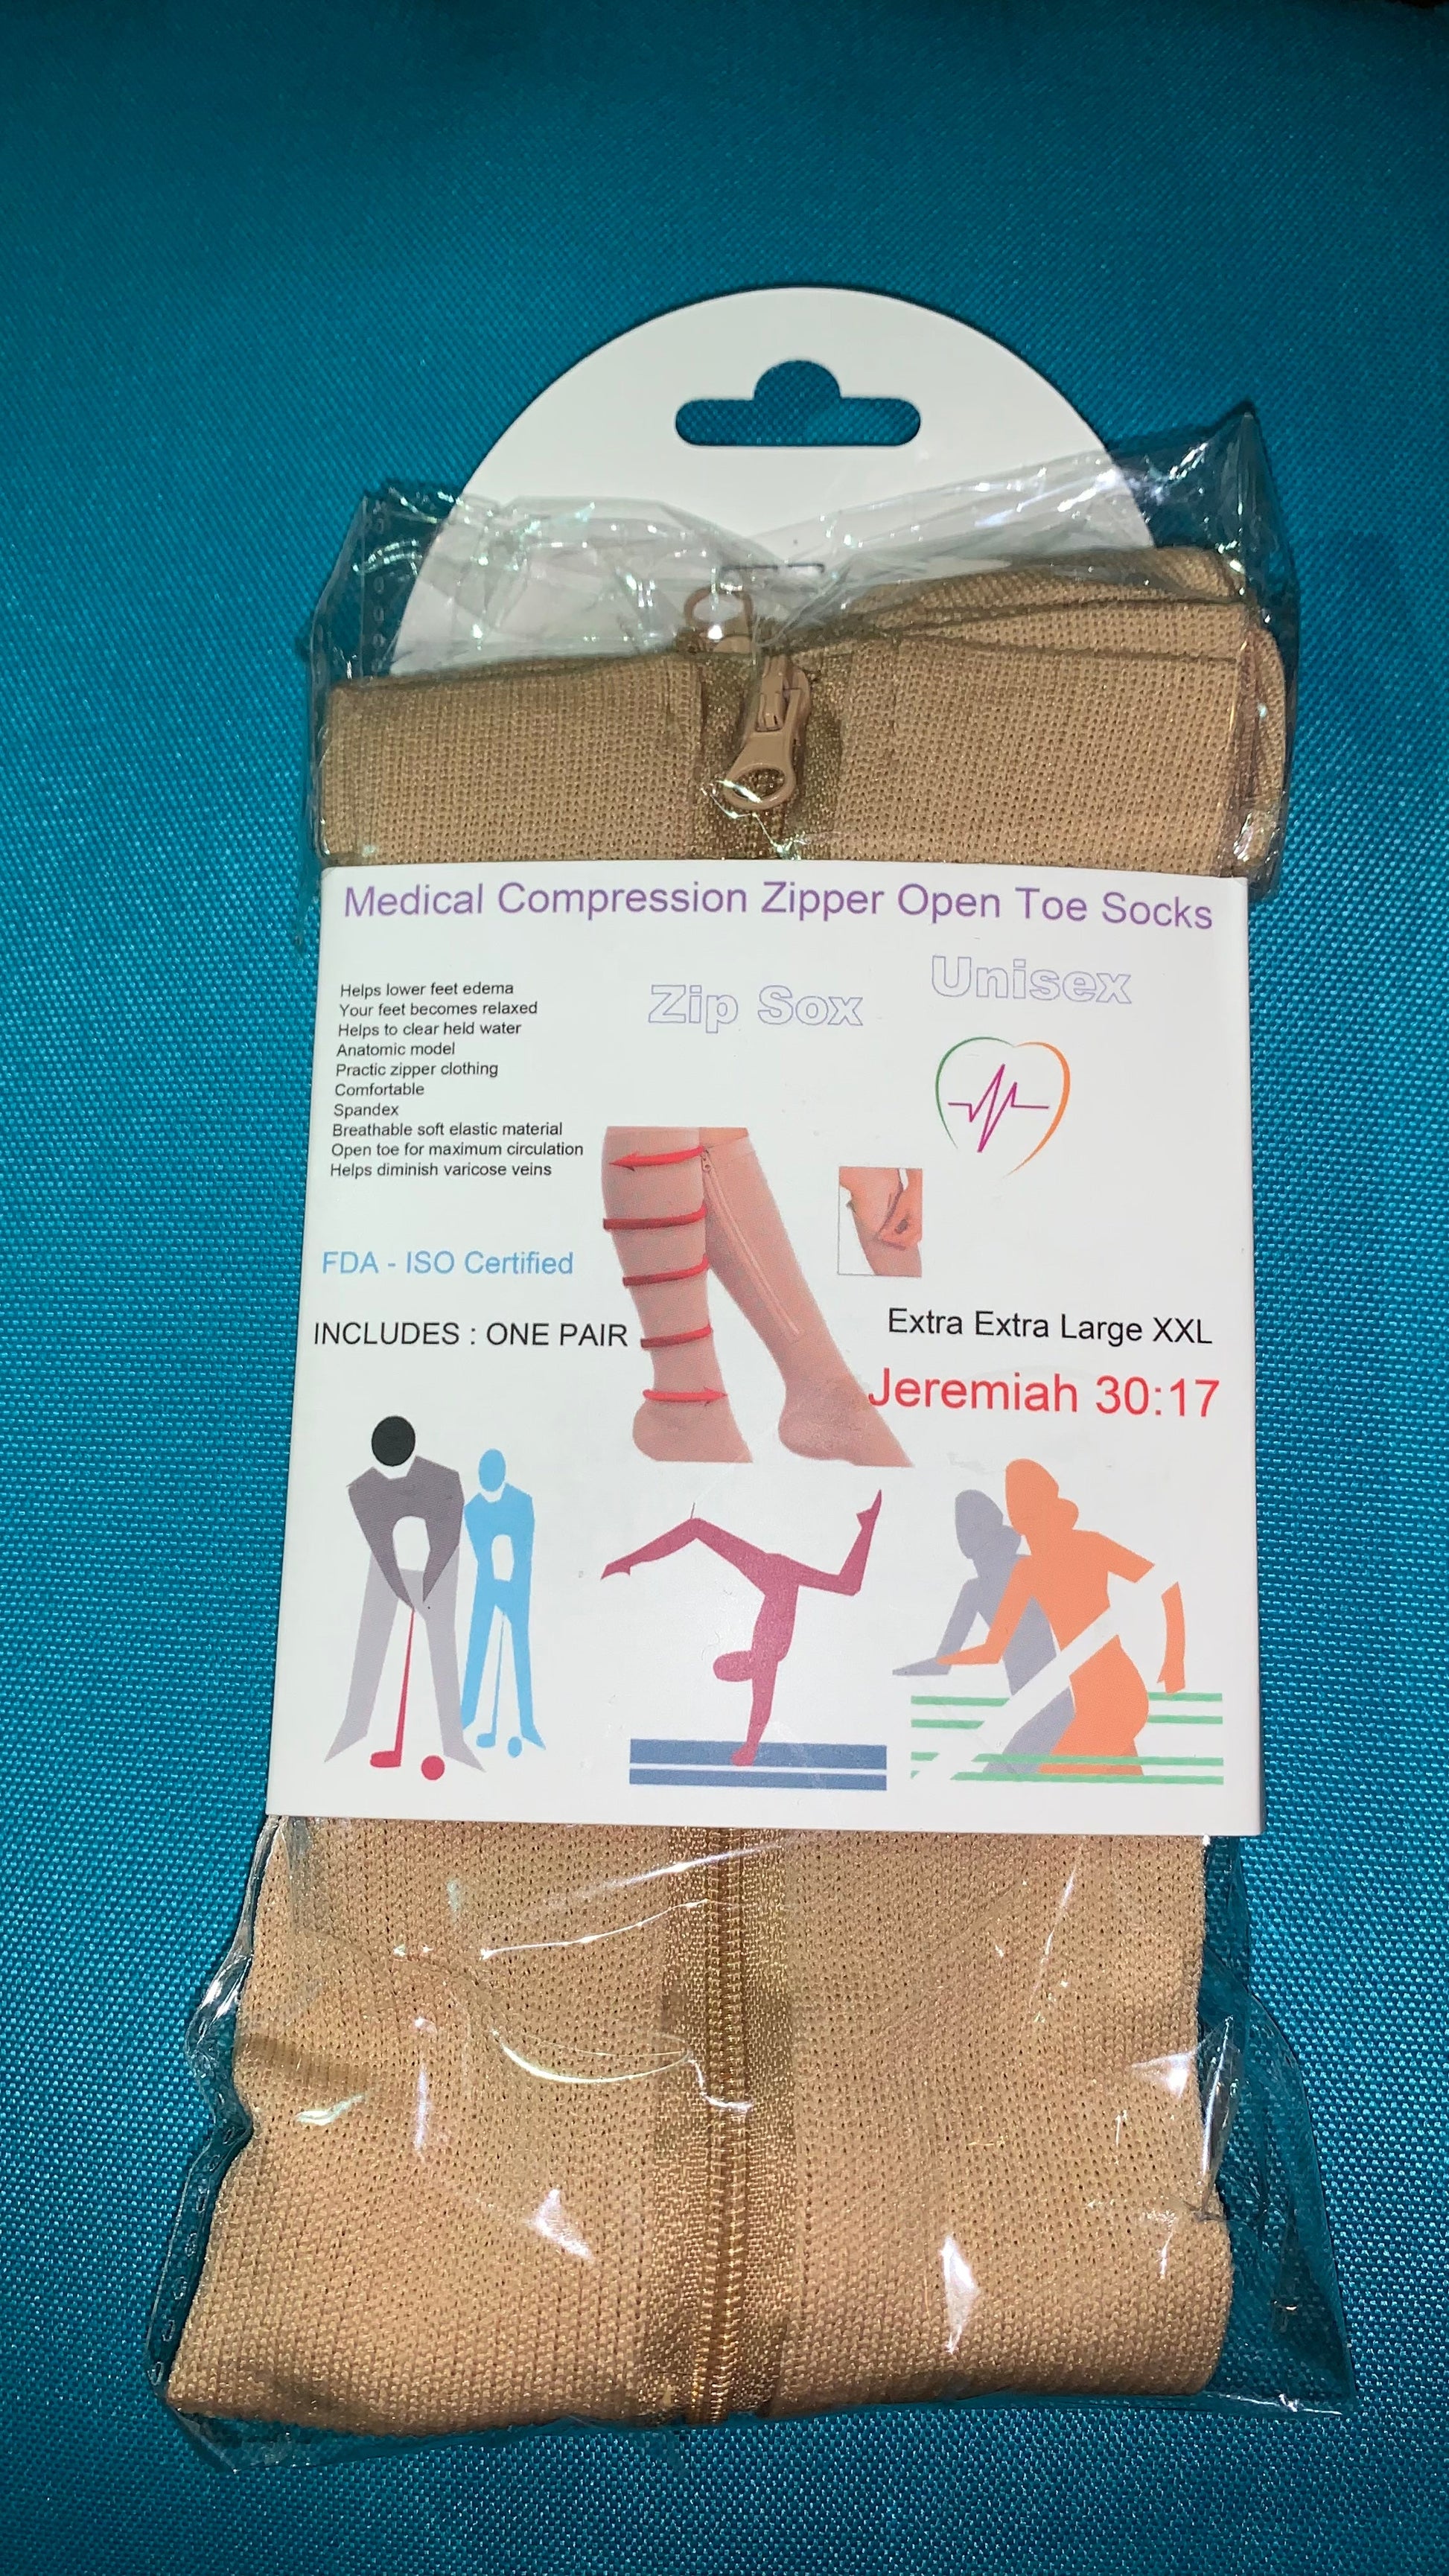 Medical Compression Zipper Open Toe Socks
Zip Sox
Unisex
Helps lower feet edema
Your feet becomes relaxed
Helps to clear held water
Anatomic model
Practic zipper clothing
Comfortable
Spandex
Breathable soft elastic material
Open toe for maximum circulation
Helps diminish varicose veins
FDA - ISO Certified
INCLUDES : ONE PAIR
Extra Extra Large XXL
Jeremiah 30:17